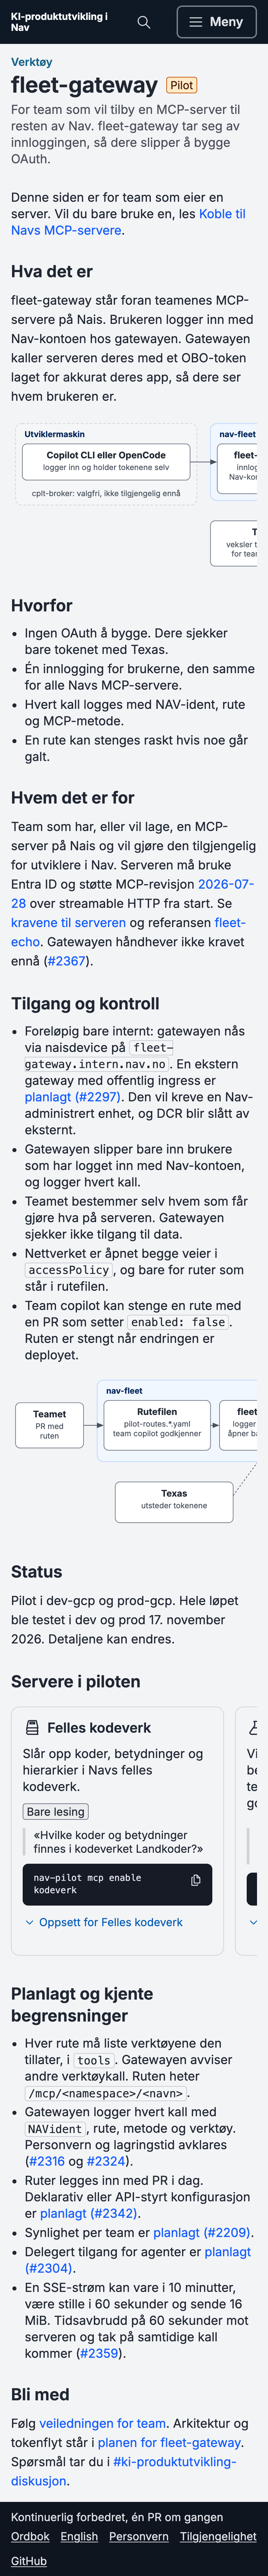 KI-produktutvikling i
Nav
Meny
Verktøy
fleet-gateway Pilot
For team som vil tilby en MCP-server til
resten av Nav. fleet-gateway tar seg av
innloggingen, så dere slipper å bygge
OAuth.
Denne siden er for team som eier en
server. Vil du bare bruke en, les Koble til
Navs MCP-servere.
Hva det er
fleet-gateway står foran teamenes MCP-
servere på Nais. Brukeren logger inn med
Nav-kontoen hos gatewayen. Gatewayen
kaller serveren deres med et OBO-token
laget for akkurat deres app, så dere ser
hvem brukeren er.
Utviklermaskin
nav-fleet
Copilot CLI eller OpenCode
logger inn og holder tokenene selv
fleet-
innlog
Nav-kor
cplt-broker: valgfri, ikke tilgjengelig ennå
T
veksler t
for tear
Hvorfor
• Ingen OAuth å bygge. Dere sjekker
bare tokenet med Texas.
• Én innlogging for brukerne, den samme
for alle Navs MCP-servere.
• Hvert kall logges med NAV-ident, rute
og MCP-metode.
• En rute kan stenges raskt hvis noe går
galt.
Hvem det er for
Team som har, eller vil lage, en MCP-
server på Nais og vil gjøre den tilgjengelig
for utviklere i Nav. Serveren må bruke
Entra ID og støtte MCP-revisjon 2026-07-
28 over streamable HTTP fra start. Se
kravene til serveren og referansen fleet-
echo. Gatewayen håndhever ikke kravet
ennå (#2367).
Tilgang og kontroll
• Foreløpig bare internt: gatewayen nås
via naisdevice på fleet-
gateway.intern.nav.no. En ekstern
gateway med offentlig ingress er
planlagt (#2297). Den vil kreve en Nav-
administrert enhet, og DCR blir slått av
eksternt.
• Gatewayen slipper bare inn brukere
som har logget inn med Nav-kontoen,
og logger hvert kall.
• Teamet bestemmer selv hvem som får
gjøre hva på serveren. Gatewayen
sjekker ikke tilgang til data.
• Nettverket er åpnet begge veier i
accessPolicy, og bare for ruter som
står i rutefilen.
• Team copilot kan stenge en rute med
en PR som setter enabled: false.
Ruten er stengt når endringen er
deployet.
nav-fleet
Teamet
PR med
ruten
Rutefilen
pilot-routes.*.yaml
team copilot godkjenner
fleet
logger
åpner ba
Texas
utsteder tokenene
Status
Pilot i dev-gcp og prod-gcp. Hele løpet
ble testet i dev og prod 17. november
2026. Detaljene kan endres.
Servere i piloten
Felles kodeverk
Slår opp koder, betydninger og
hierarkier i Navs felles
kodeverk.
Bare lesing
«Hvilke koder og betydninger
finnes i kodeverket Landkoder?»
nav-pilot mcp enable
kodeverk
Oppsett for Felles kodeverk
Vi
be
te
gc
Planlagt og kjente
begrensninger
• Hver rute må liste verktøyene den
tillater, i tools. Gatewayen avviser
andre verktøykall. Ruten heter
/mcp/<namespace>/<navn>.
• Gatewayen logger hvert kall med
NAVident, rute, metode og verktøy.
Personvern og lagringstid avklares
(#2316 og #2324).
• Ruter legges inn med PR i dag.
Deklarativ eller API-styrt konfigurasjon
er planlagt (#2342).
• Synlighet per team er planlagt (#2209).
• Delegert tilgang for agenter er planlagt
(#2304).
• En SSE-strøm kan vare i 10 minutter,
være stille i 60 sekunder og sende 16
MiB. Tidsavbrudd på 60 sekunder mot
serveren og tak på samtidige kall
kommer (#2359).
Bli med
Følg veiledningen for team. Arkitektur og
tokenflyt står i planen for fleet-gateway.
Spørsmål tar du i #ki-produktutvikling-
diskusjon.
Kontinuerlig forbedret, én PR om gangen
Ordbok English Personvern Tilgjengelighet
GitHub